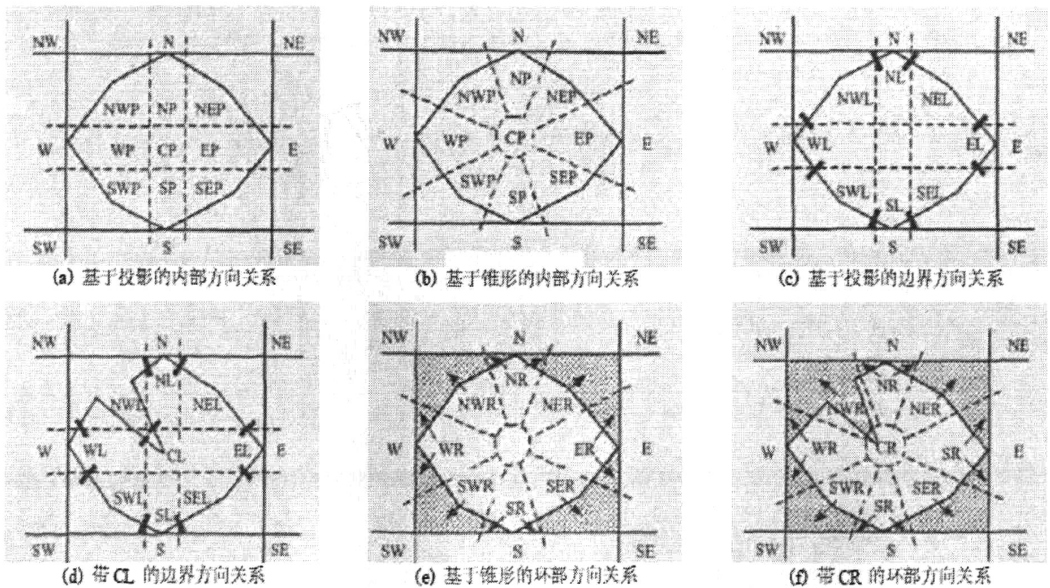 NW N NE
NWP NP NEP
W WP CP EP E
SWP SP SEP
SW S SE
(a) 基于投影的内部方向关系
NW N NE
NWP NP NEP
W WP CP EP E
SWP SP SEP
SW S SE
(b) 基于锥形的内部方向关系
NW N NE
NL
NWL NEL
W WL EL E
SWL SEL
SL
SW S SE
(c) 基于投影的边界方向关系
NW N NE
NL
NWL NEL
W WL CL EL E
SWL SL SEL
SW S SE
(d) 带CL 的边界方向关系
NW N NE
NR
NWR NER
W WR ER E
SWR SER
SR
SW S SE
(e) 基于锥形的环部方向关系
NW N NE
NR
NWR NER
W WR CR SR E
SWR SER
SR
SW S SE
(f) 带CR的环部方向关系